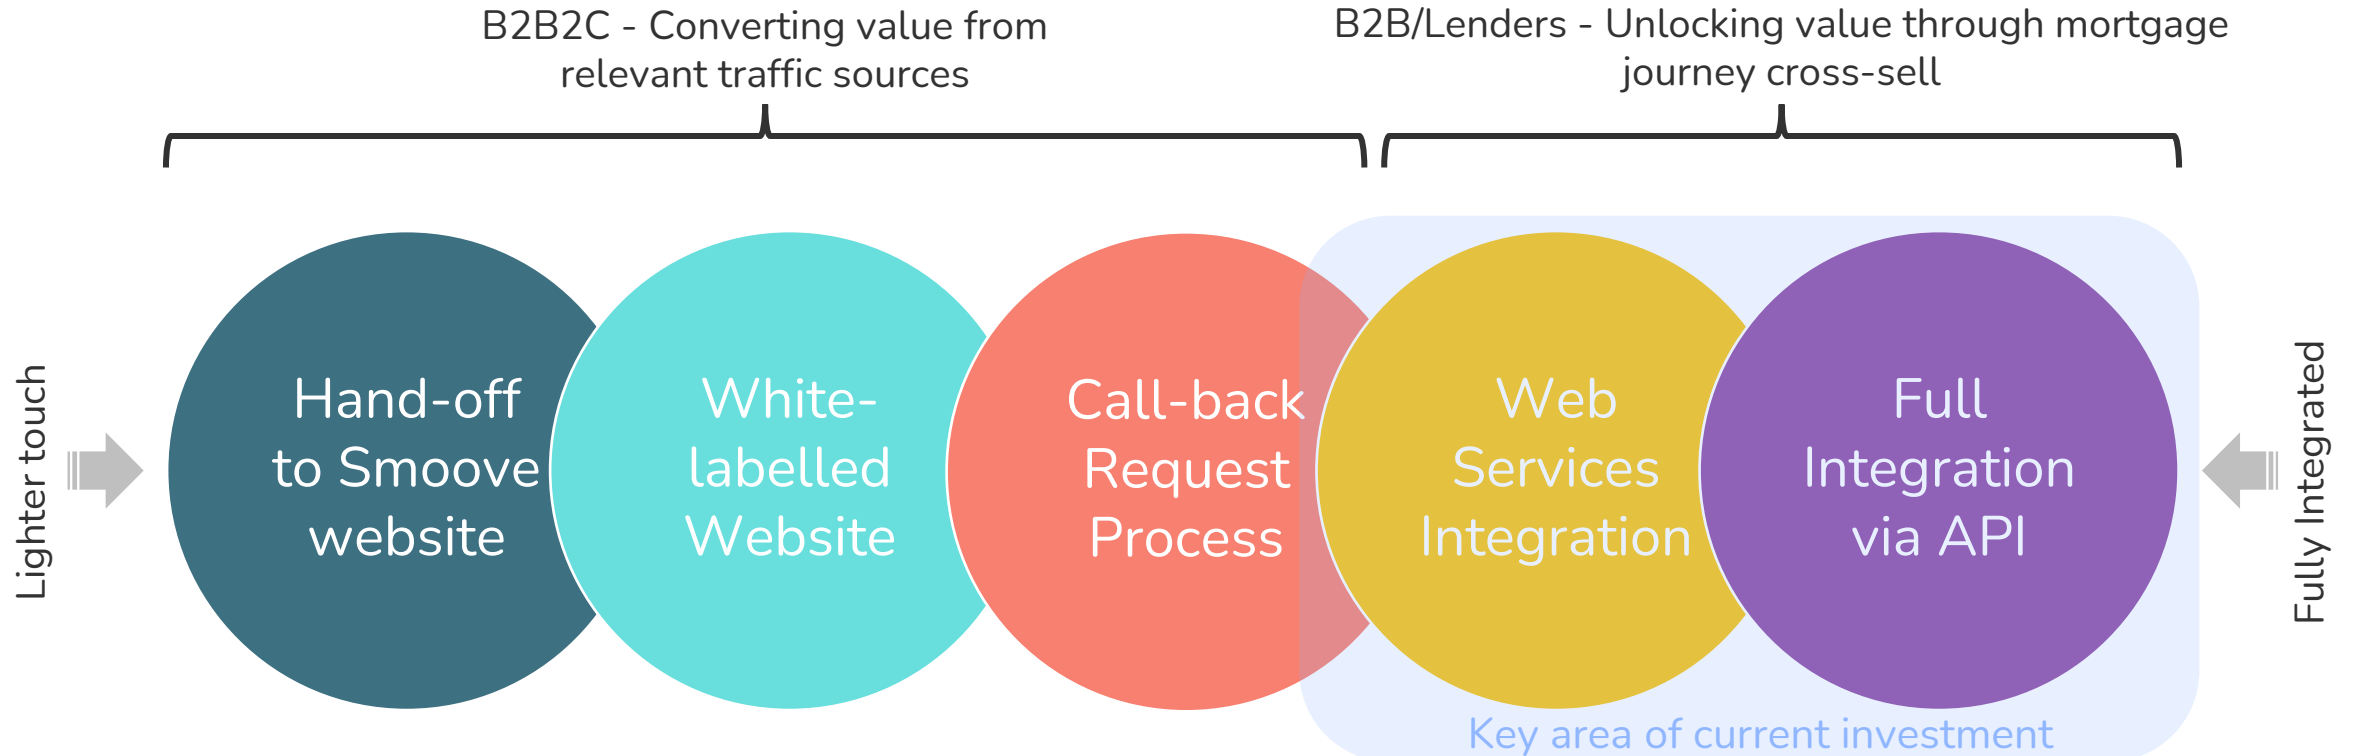 B2B2C - Converting value from
relevant traffic sources
B2B/Lenders - Unlocking value through mortgage
journey cross-sell
Lighter touch
Hand-off
to Smoove
website
White-
labelled
Website
Call-back
Request
Process
Web
Services
Integration
Full
Integration
via API
Fully Integrated
Key area of current investment